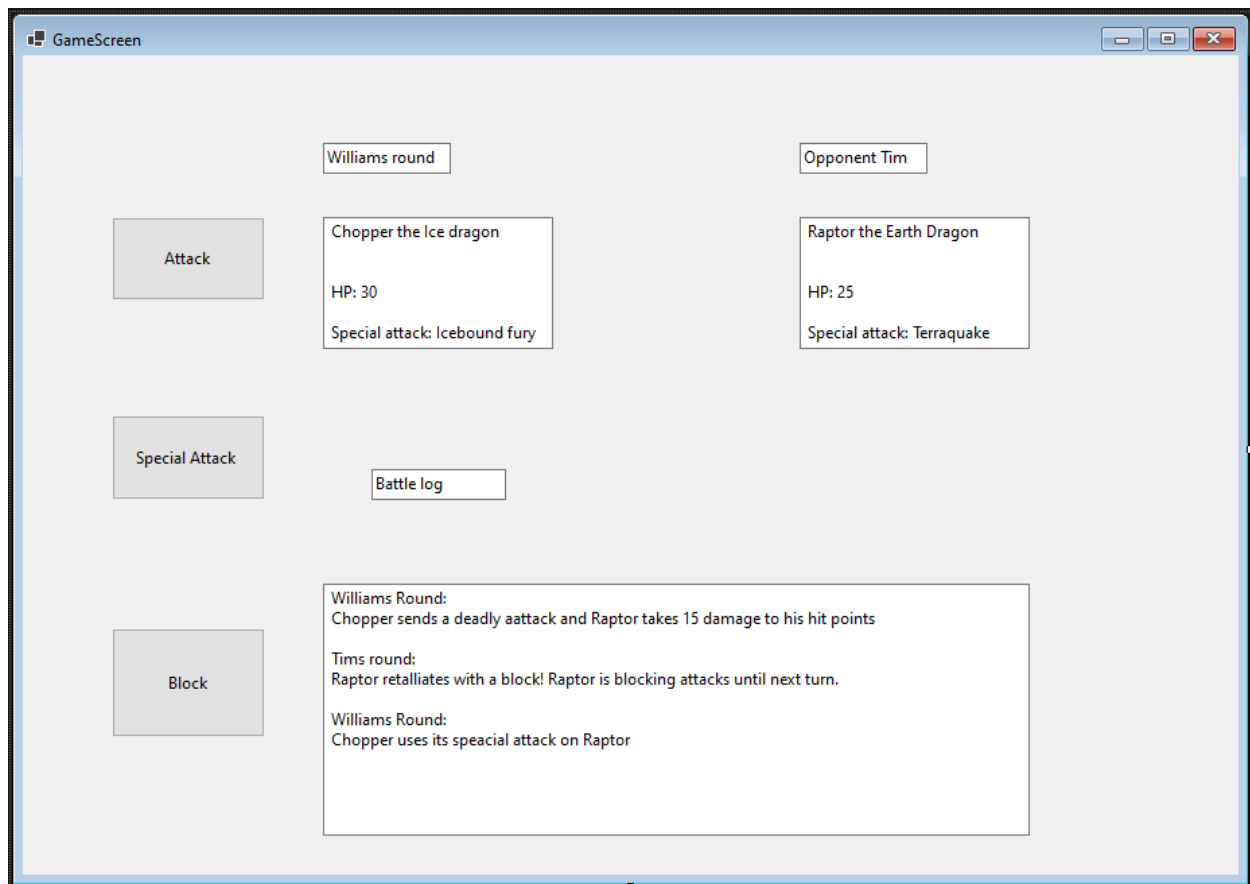 GameScreen
Williams round
Opponent Tim
Attack
Chopper the Ice dragon
HP: 30
Special attack: Icebound fury
Raptor the Earth Dragon
HP: 25
Special attack: Terraquake
Special Attack
Battle log
Block
Williams Round:
Chopper sends a deadly aattack and Raptor takes 15 damage to his hit points
Tims round:
Raptor retalliates with a block! Raptor is blocking attacks until next turn.
Williams Round:
Chopper uses its speacial attack on Raptor